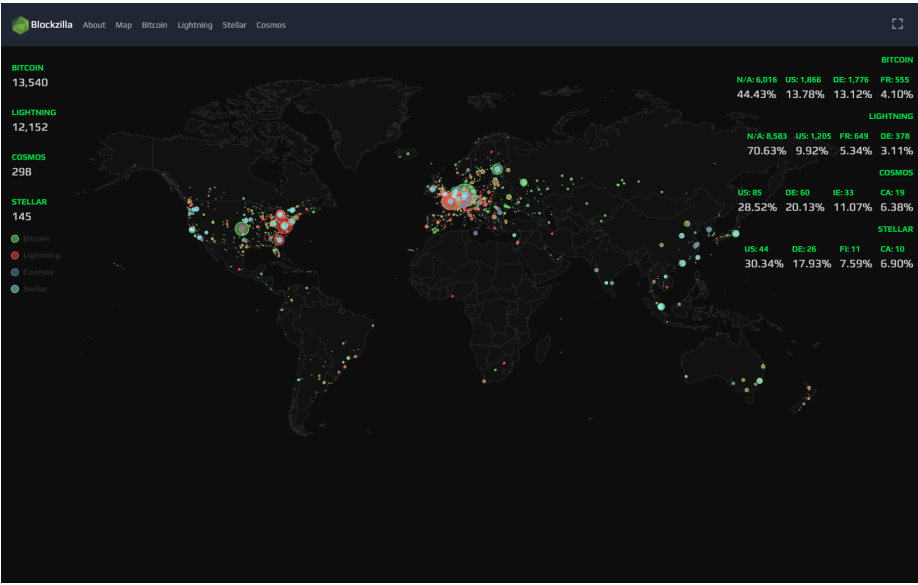 Blockzilla About Map Bitcoin Lightning Stellar Cosmos
BITCOIN
13,540
LIGHTNING
12,152
COSMOS
298
STELLAR
145
Bitcoin
Lightning
Cosmos
Stellar
BITCOIN
N/A: 6,016 US: 1,866 DE: 1,776 FR: 555
44.43% 13.78% 13.12% 4.10%
LIGHTNING
N/A: 8,583 US: 1,205 FR: 649 DE: 378
70.63% 9.92% 5.34% 3.11%
COSMOS
US: 85 DE: 60 IE: 33 CA: 19
28.52% 20.13% 11.07% 6.38%
STELLAR
US: 44 DE: 26 FI: 11 CA: 10
30.34% 17.93% 7.59% 6.90%